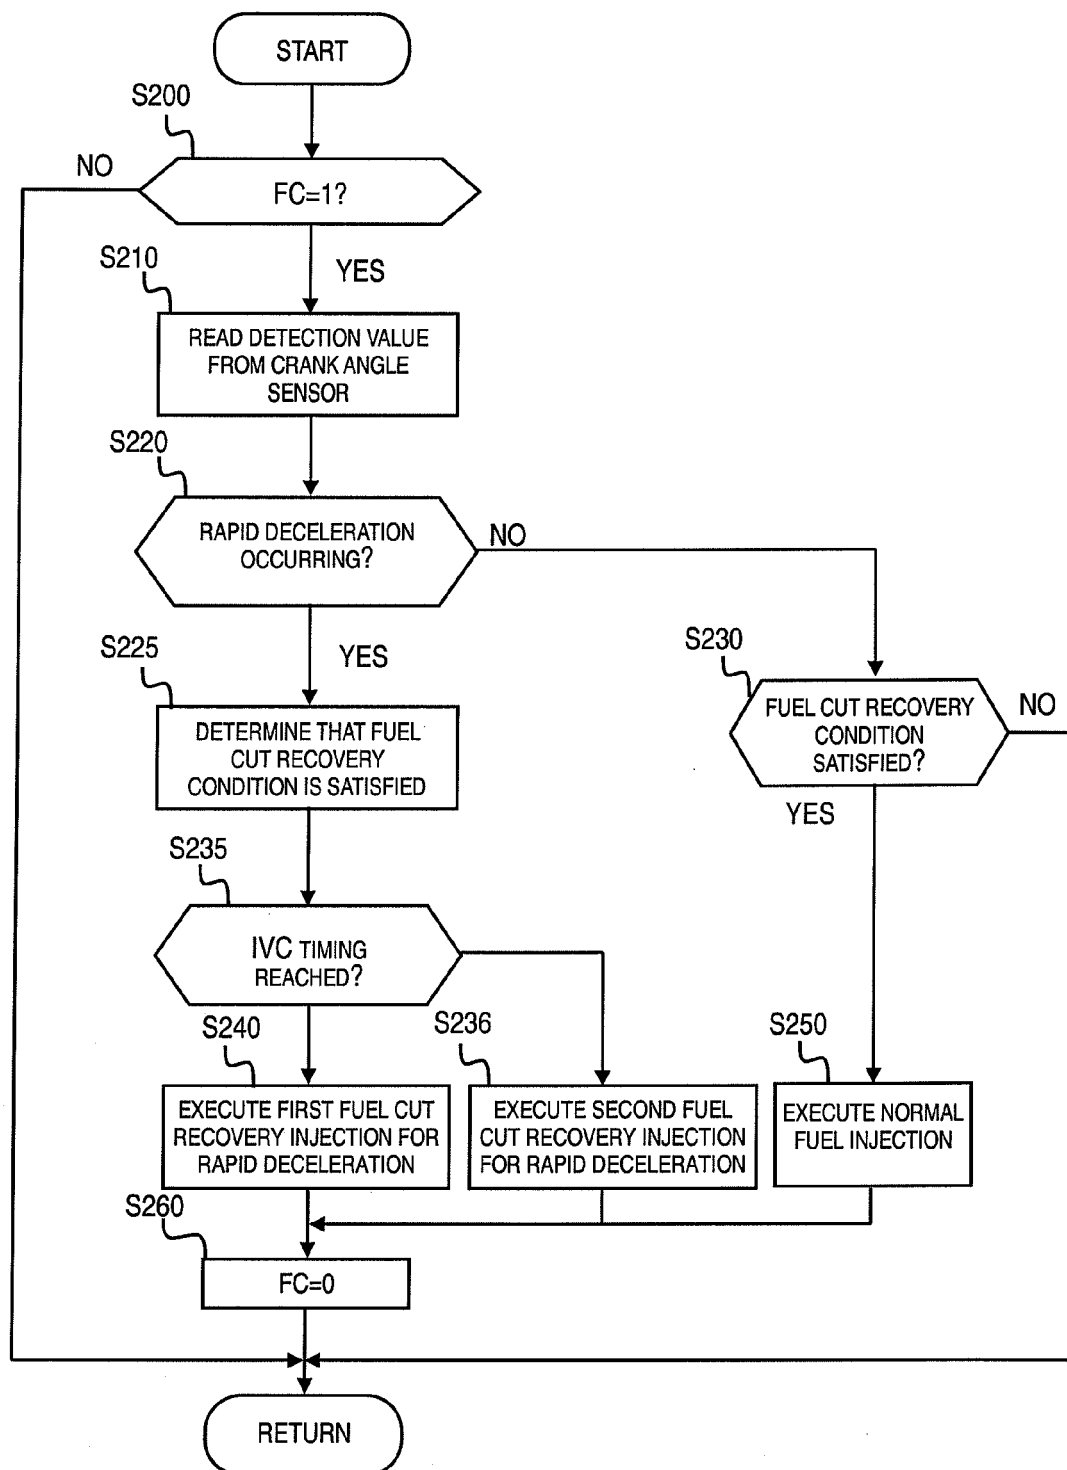 START
S200
NO
FC=1?
S210
YES
READ DETECTION VALUE
FROM CRANK ANGLE
SENSOR
S220
RAPID DECELERATION
OCCURRING?
NO
S225
YES
S230
DETERMINE THAT FUEL
CUT RECOVERY
CONDITION IS SATISFIED
FUEL CUT RECOVERY
CONDITION
SATISFIED?
NO
YES
S235
IVC TIMING
REACHED?
S240
S236
S250
EXECUTE FIRST FUEL CUT
RECOVERY INJECTION FOR
RAPID DECELERATION
EXECUTE SECOND FUEL
CUT RECOVERY INJECTION
FOR RAPID DECELERATION
EXECUTE NORMAL
FUEL INJECTION
S260
FC=0
RETURN